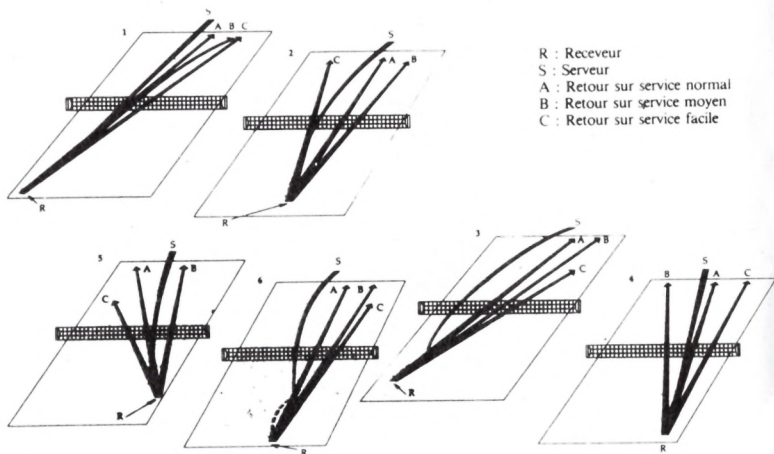 R : Receveur
S : Serveur
A : Retour sur service normal
B : Retour sur service moyen
C : Retour sur service facile
1
S
A B C
R
2
S
C A B
R
5
S
A B
C
R
6
S
A B
C
R
3
S
A B
C
R
4
S
B A C
R